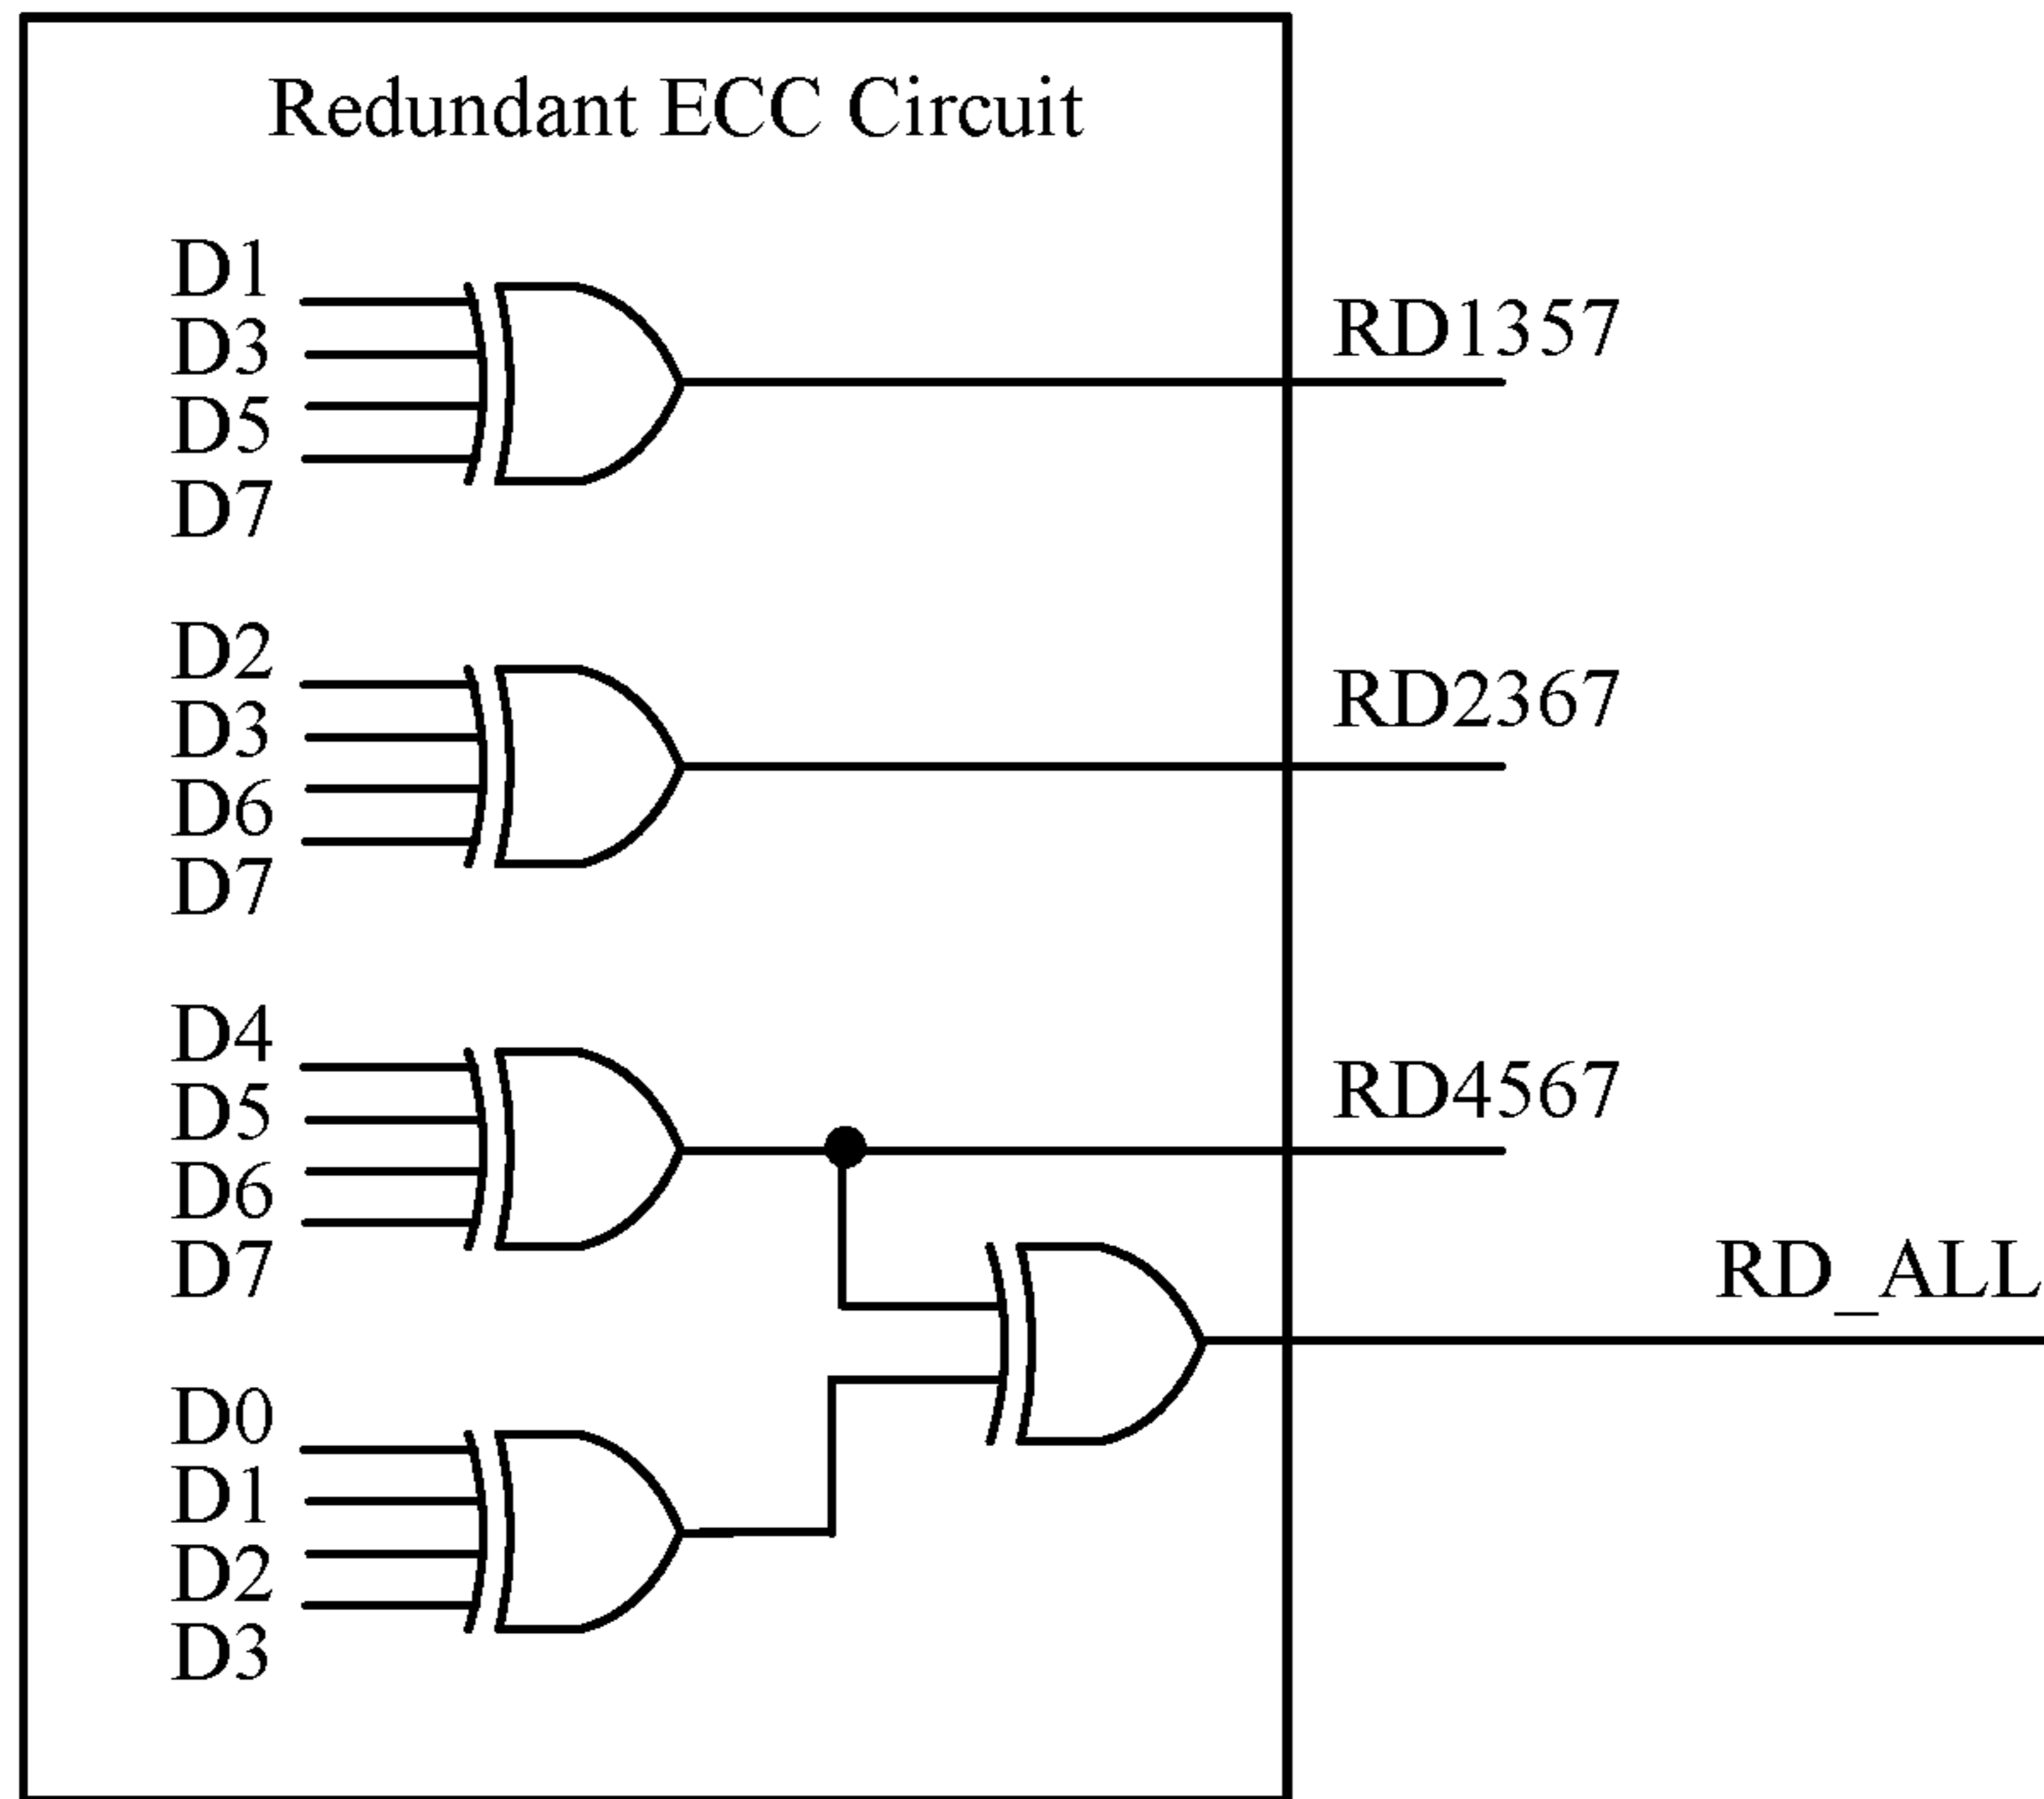 Redundant ECC Circuit
D1
D3
D5
D7
RD1357
D2
D3
D6
D7
RD2367
D4
D5
D6
D7
RD4567
RD_ALL
D0
D1
D2
D3